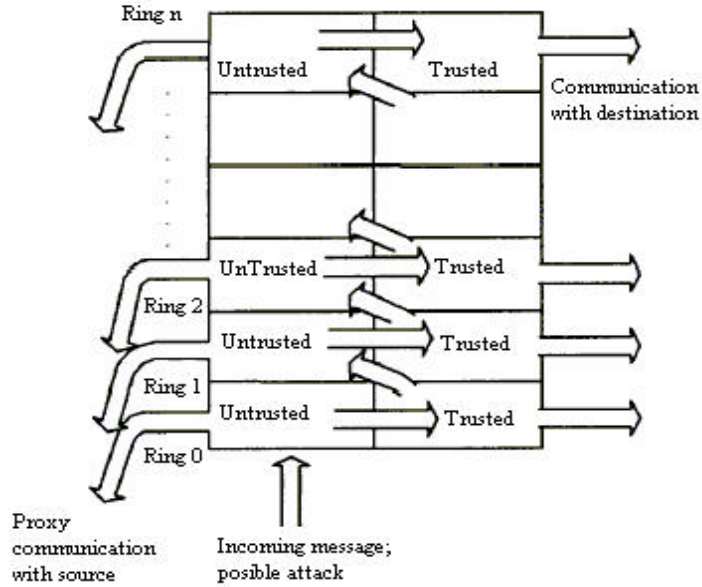 Ring n
Untrusted
Trusted
Communication
with destination
UnTrusted
Trusted
Ring 2
Untrusted
Trusted
Ring 1
Untrusted
Trusted
Ring 0
Proxy
communication
with source
Incoming message;
posible attack